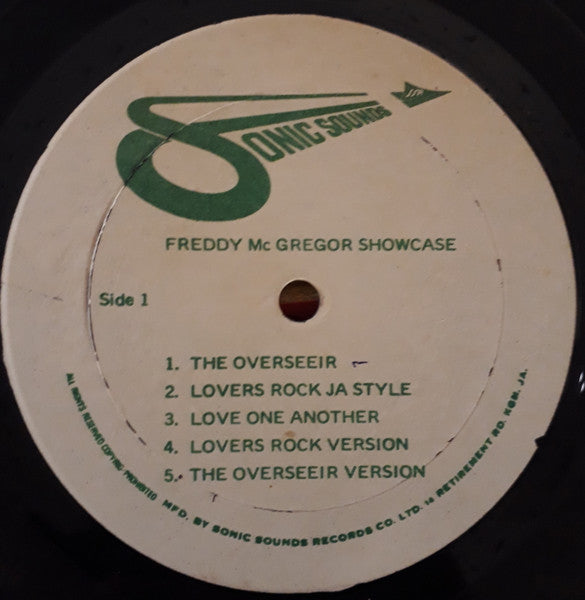 SONIC SOUNDS
FREDDY Mc GREGOR SHOWCASE
Side 1
1. THE OVERSEEIR
2. LOVERS ROCK JA STYLE
3. LOVE ONE ANOTHER
4. LOVERS ROCK VERSION
5. THE OVERSEEIR VERSION
ALL RIGHTS RESERVED COPYING PROHIBITED MFD. BY SONIC SOUNDS RECORDS CO. LTD. 14 RETIREMENT RD. KGN. JA.